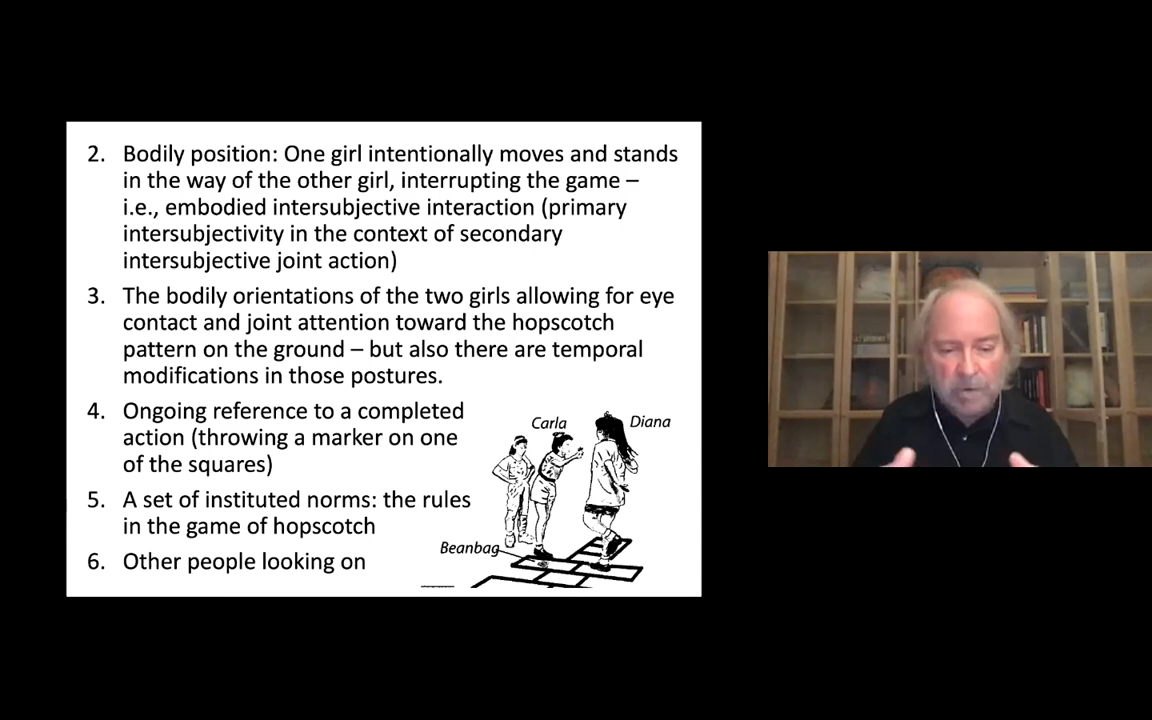 2. Bodily position: One girl intentionally moves and stands
in the way of the other girl, interrupting the game –
i.e., embodied intersubjective interaction (primary
intersubjectivity in the context of secondary
intersubjective joint action)
3. The bodily orientations of the two girls allowing for eye
contact and joint attention toward the hopscotch
pattern on the ground – but also there are temporal
modifications in those postures.
4. Ongoing reference to a completed
action (throwing a marker on one
of the squares)
5. A set of instituted norms: the rules
in the game of hopscotch
6. Other people looking on
Carla
Diana
Beanbag